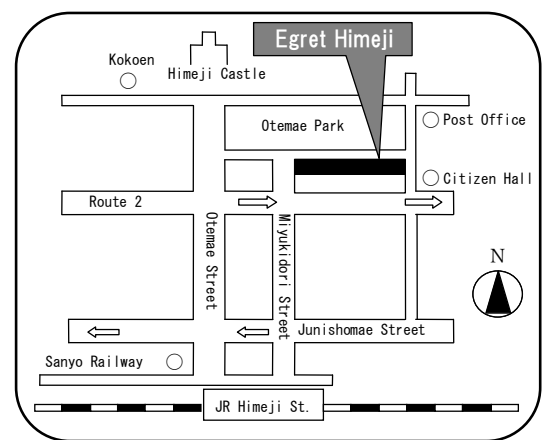 Egret Himeji
Kokoen
Himeji Castle
Otemae Park
Post Office
Citizen Hall
Route 2
Otemae Street
Miyukidori Street
N
Junishomae Street
Sanyo Railway
JR Himeji St.